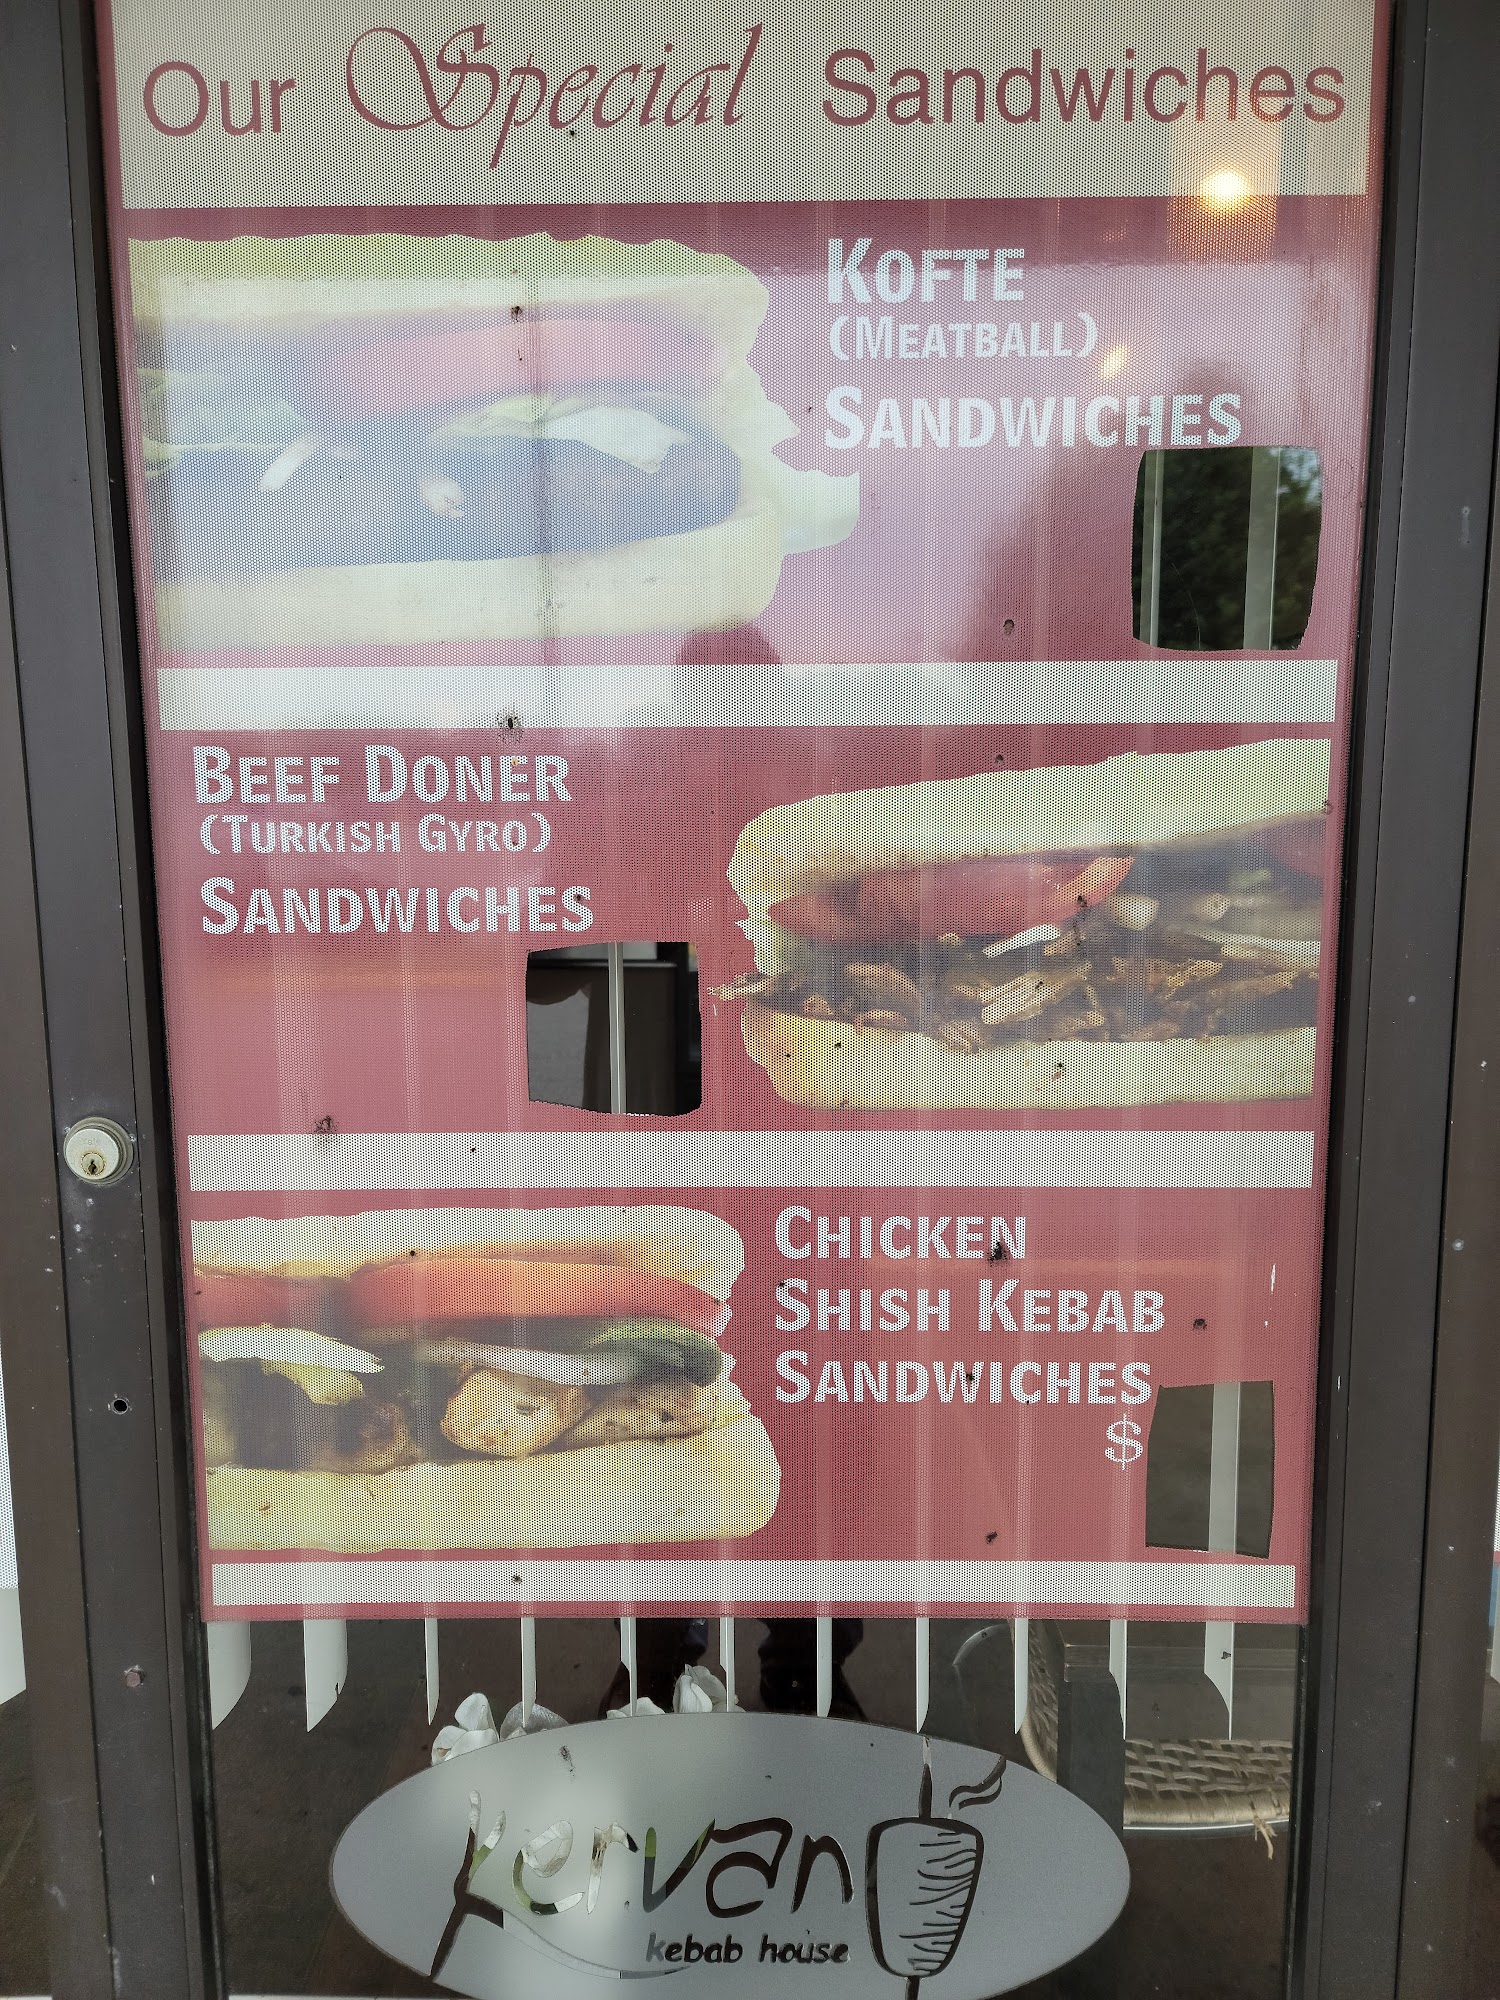 Our Special Sandwiches
KOFTE
(MEATBALL)
SANDWICHES
BEEF DONER
(TURKISH GYRO)
SANDWICHES
CHICKEN
SHISH KEBAB
SANDWICHES
$
kervan
kebab house